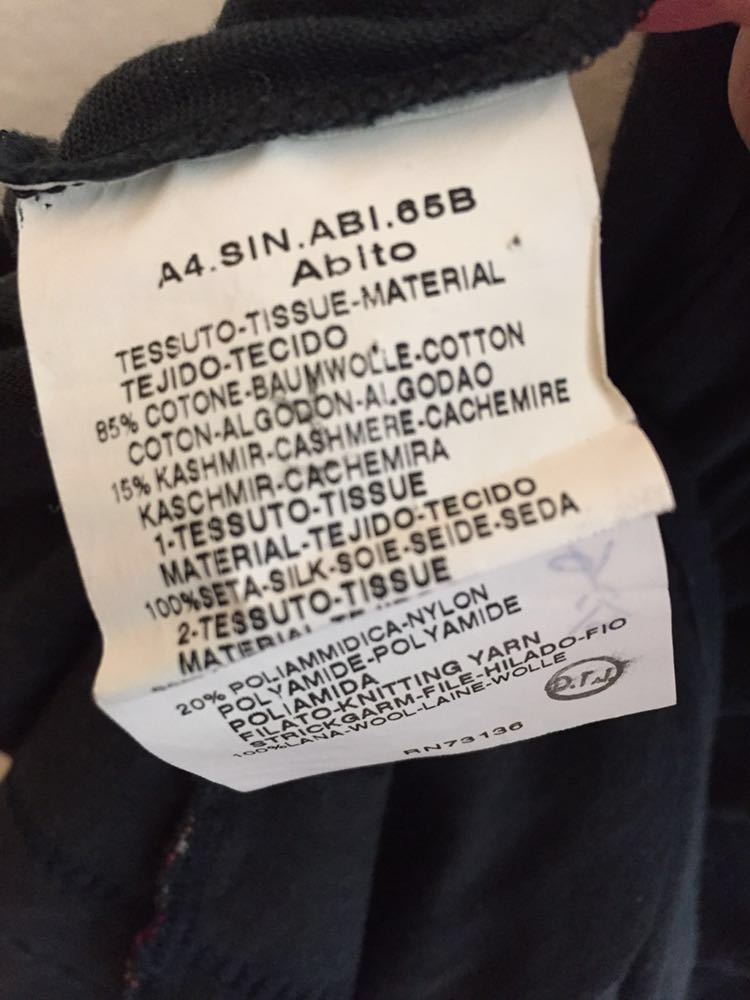 A4.SIN.ABI.65B
Abito
TESSUTO-TISSUE-MATERIAL
TEJIDO-TECIDO
85% COTONE-BAUMWOLLE-COTTON
COTON-ALGODON-ALGODAO
15% KASHMIR-CASHMERE-CACHEMIRE
KASCHMIR-CACHEMIRA
1-TESSUTO-TISSUE
MATERIAL-TEJIDO-TECIDO
100%SETA-SILK-SOIE-SEIDE-SEDA
2-TESSUTO-TISSUE
MATERIAL
20% POLIAMMIDICA-NYLON
POLYAMIDE-POLYAMIDE
POLIAMIDA
FILATO-KNITTING YARN
STRICKGARM-FILE-HILADO-FIO
100%LANA-WOOL-LAINE-WOLLE
RN73136